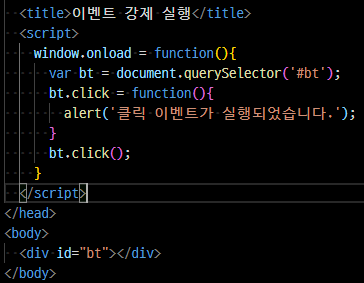 <title>이벤트 강제 실행</title>
<script>
window.onload = function(){
var bt = document.querySelector('#bt');
bt.click = function(){
alert('클릭 이벤트가 실행되었습니다.');
}
bt.click();
}
</script>
</head>
<body>
<div id="bt"></div>
</body>